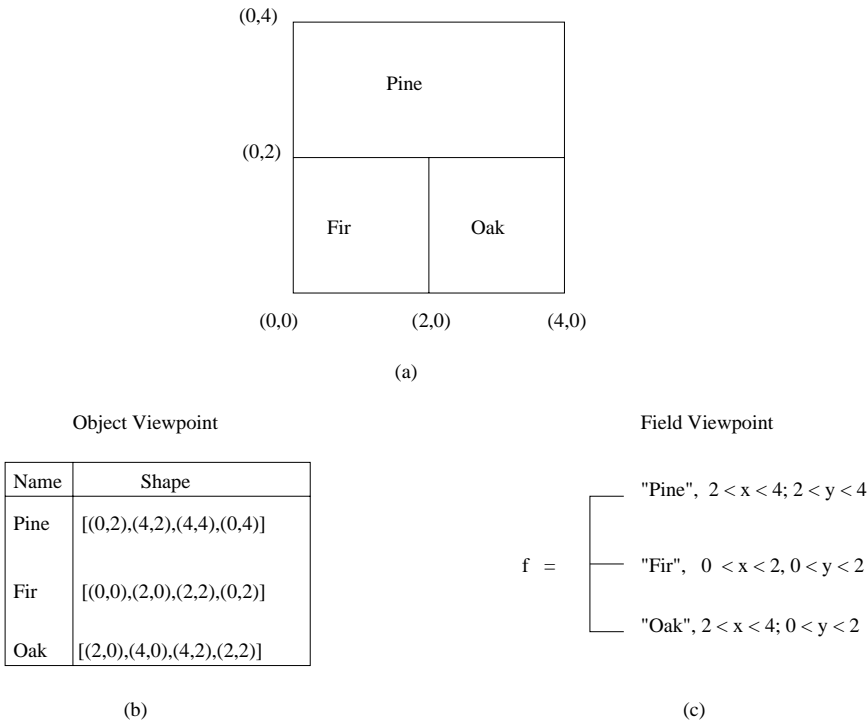 (0,4)
Pine
(0,2)
Fir Oak
(0,0) (2,0) (4,0)
(a)
Object Viewpoint Field Viewpoint
Name Shape
"Pine", 2 < x < 4; 2 < y < 4
Pine [(0,2),(4,2),(4,4),(0,4)]
f = "Fir", 0 < x < 2, 0 < y < 2
Fir [(0,0),(2,0),(2,2),(0,2)]
"Oak", 2 < x < 4; 0 < y < 2
Oak [(2,0),(4,0),(4,2),(2,2)]
(b) (c)